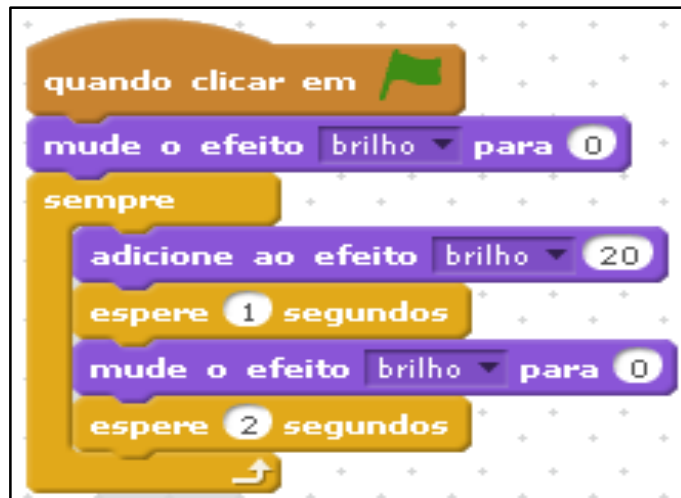 quando clicar em
mude o efeito brilho para 0
sempre
adicione ao efeito brilho 20
espere 1 segundos
mude o efeito brilho para 0
espere 2 segundos